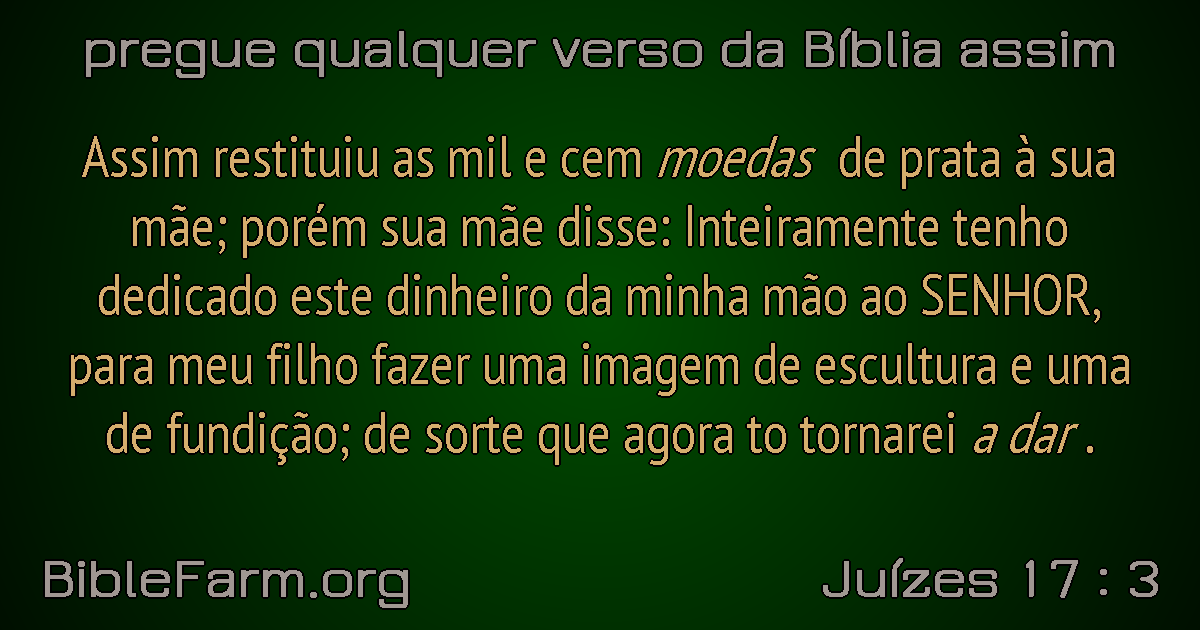 pregue qualquer verso da Bíblia assim
Assim restituiu as mil e cem moedas de prata à sua
mãe; porém sua mãe disse: Inteiramente tenho
dedicado este dinheiro da minha mão ao SENHOR,
para meu filho fazer uma imagem de escultura e uma
de fundição; de sorte que agora to tornarei a dar .
BibleFarm.org
Juízes 17 : 3